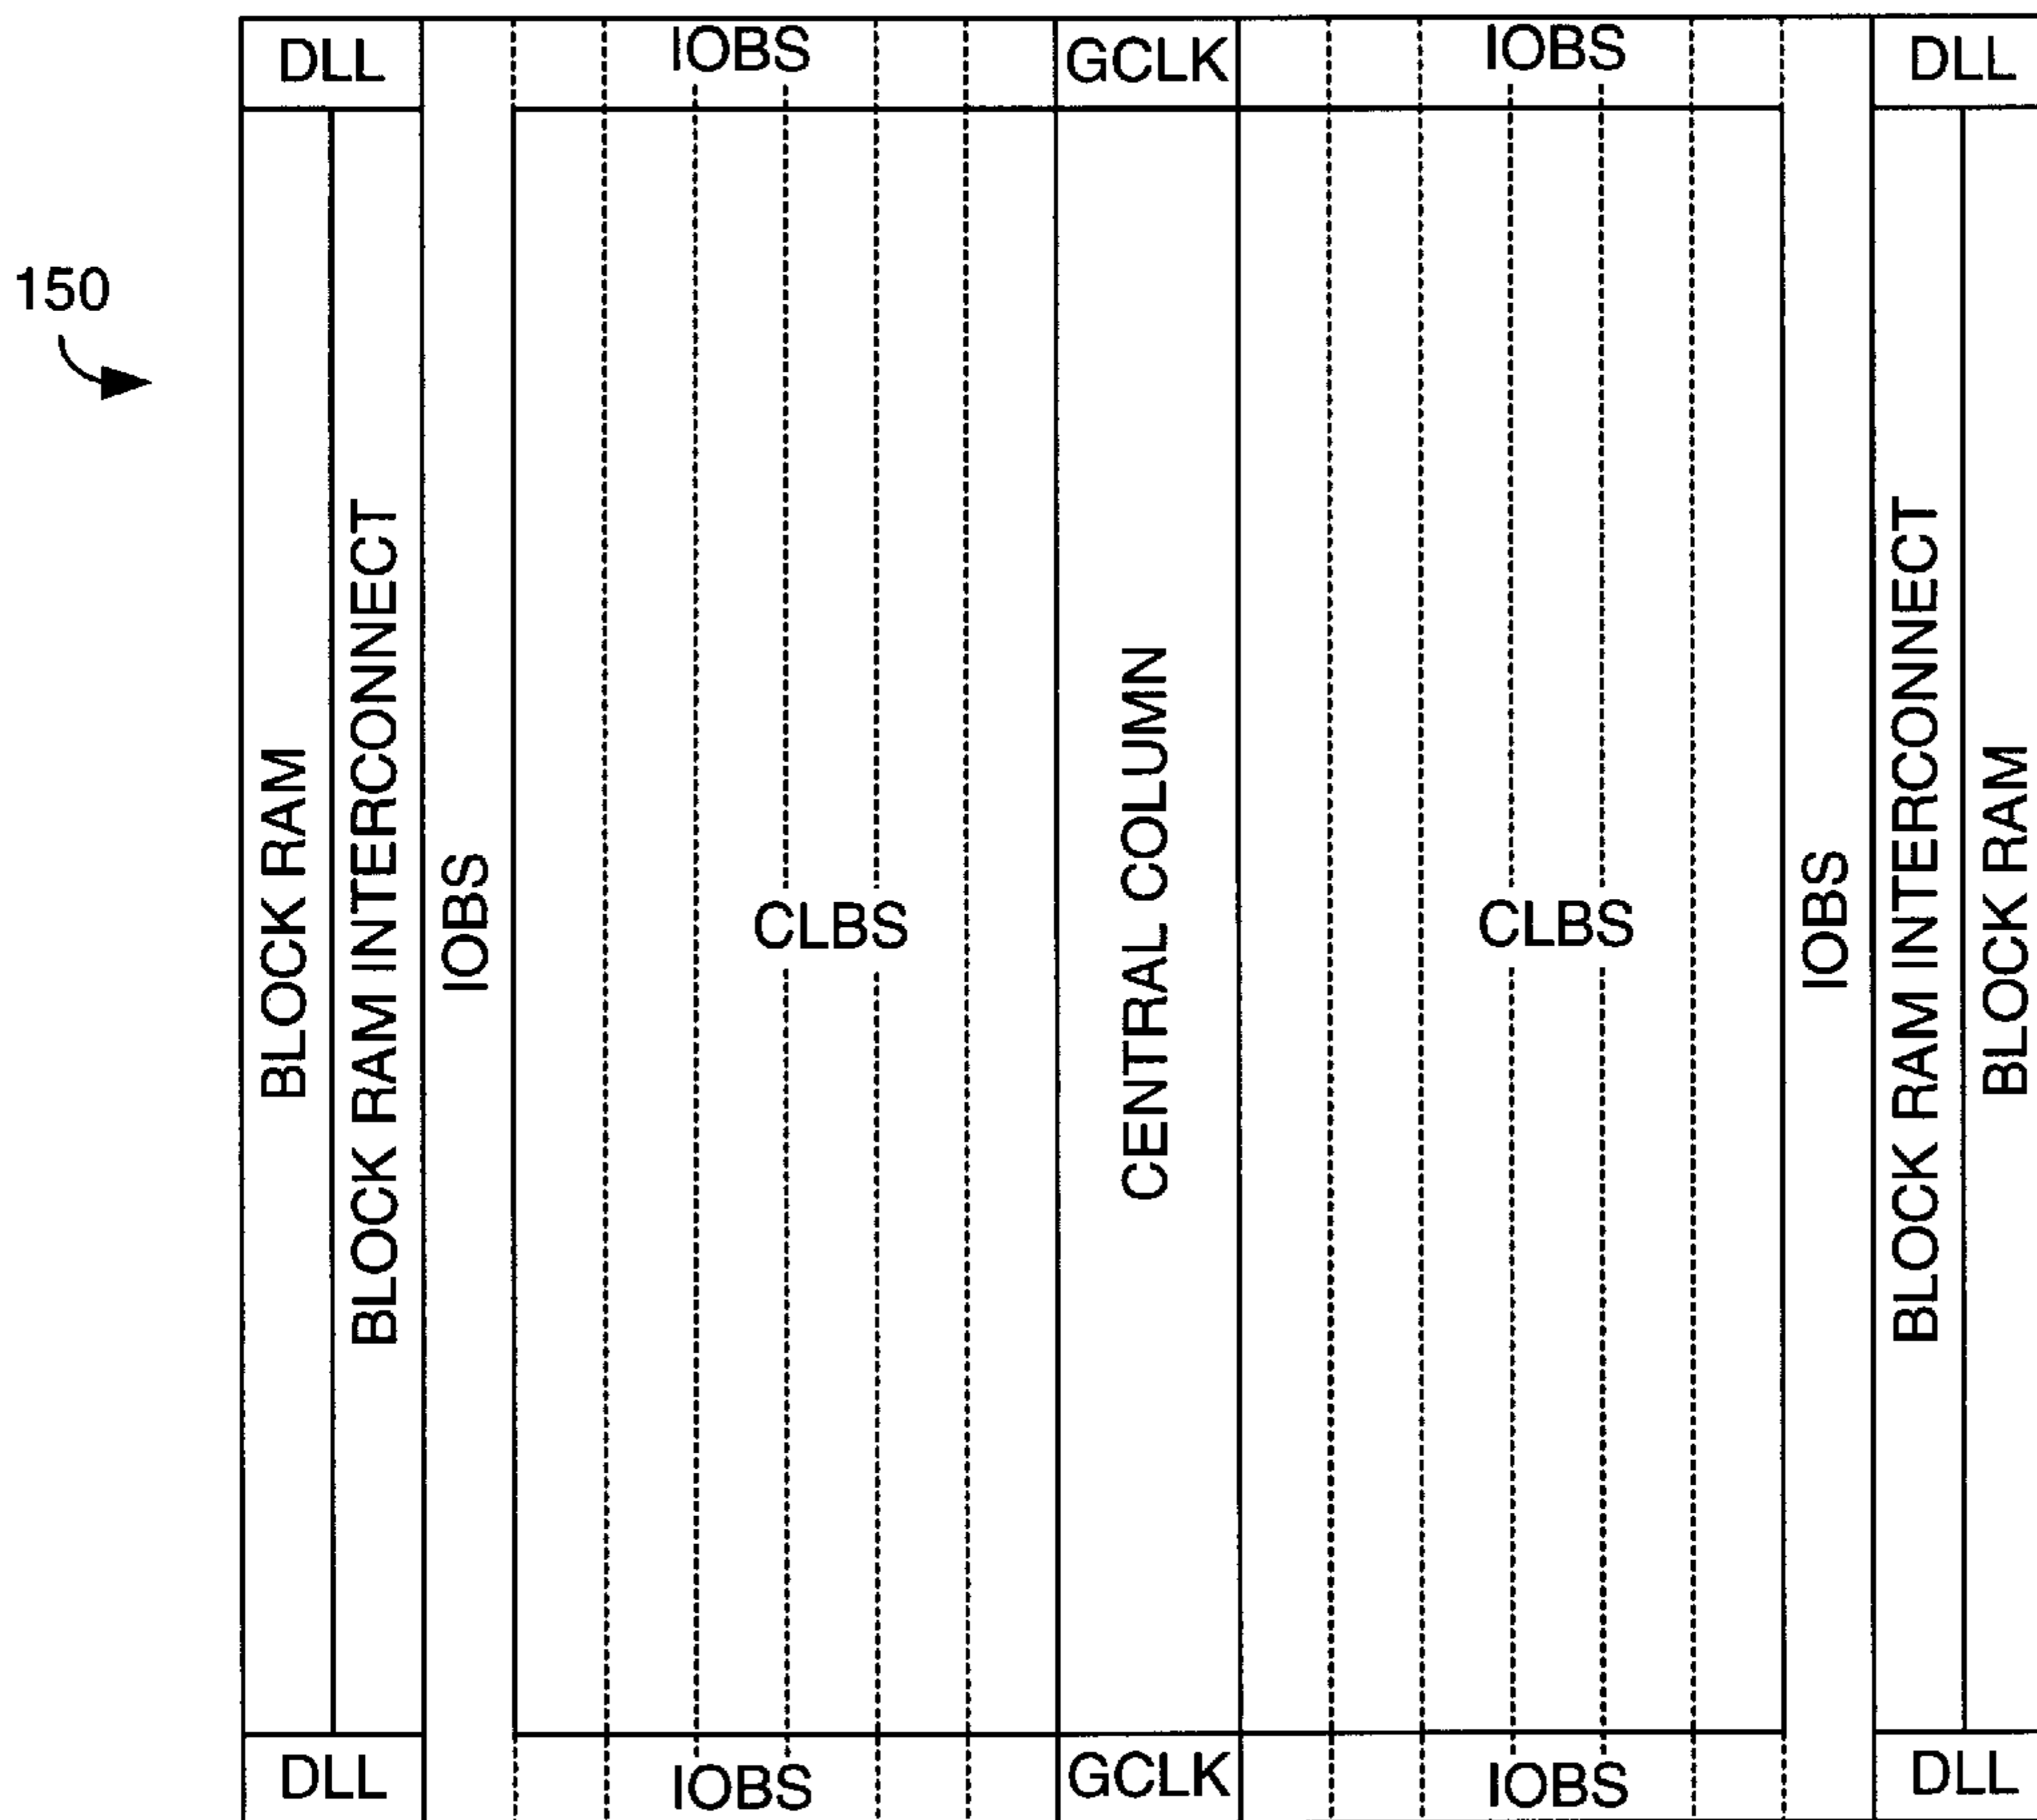 DLL
IOBS
GCLK
IOBS
DLL
150
BLOCK RAM
BLOCK RAM INTERCONNECT
IOBS
CLBS
CENTRAL COLUMN
CLBS
IOBS
BLOCK RAM INTERCONNECT
BLOCK RAM
DLL
IOBS
GCLK
IOBS
DLL